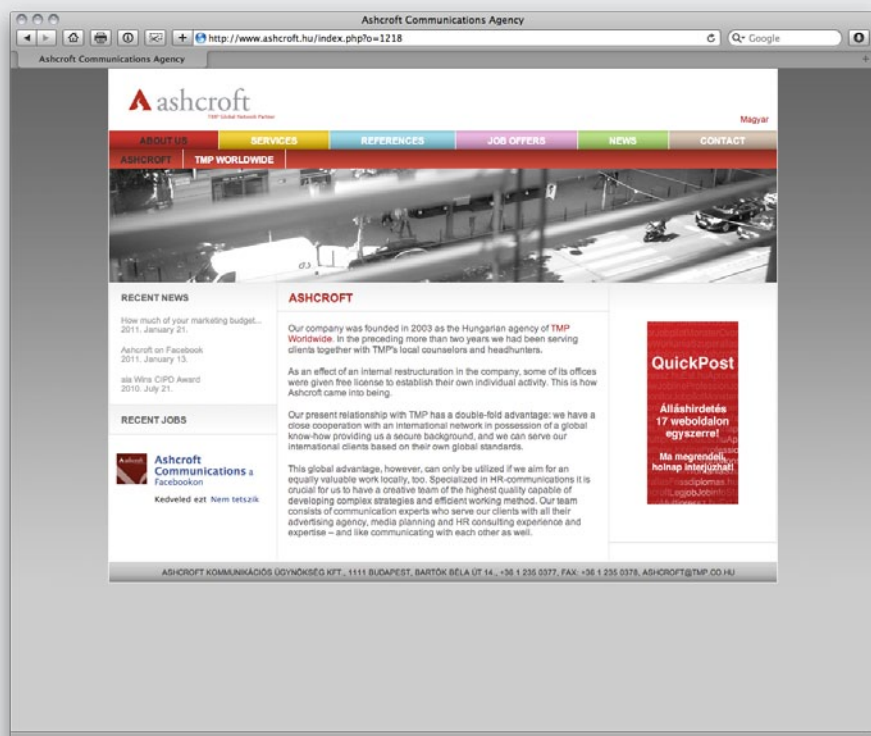 Ashcroft Communications Agency
http://www.ashcroft.hu/index.php?o=1218
Google
Ashcroft Communications Agency
ashcroft
TMP Global Network Partner
Magyar
ABOUT US SERVICES REFERENCES JOB OFFERS NEWS CONTACT
ASHCROFT TMP WORLDWIDE
RECENT NEWS
How much of your marketing budget...
2011. January 21.
Ashcroft on Facebook
2011. January 13.
aia Wins CIPD Award
2010. July 21.
RECENT JOBS
Ashcroft
Communications a
Facebookon
Kedveled ezt Nem tetszik
ASHCROFT
Our company was founded in 2003 as the Hungarian agency of TMP
Worldwide. In the preceding more than two years we had been serving
clients together with TMP's local counselors and headhunters.
As an effect of an internal restructuration in the company, some of its offices
were given free license to establish their own individual activity. This is how
Ashcroft came into being.
Our present relationship with TMP has a double-fold advantage: we have a
close cooperation with an international network in possession of a global
know-how providing us a secure background, and we can serve our
international clients based on their own global standards.
This global advantage, however, can only be utilized if we aim for an
equally valuable work locally, too. Specialized in HR-communications it is
crucial for us to have a creative team of the highest quality capable of
developing complex strategies and efficient working method. Our team
consists of communication experts who serve our clients with all their
advertising agency, media planning and HR consulting experience and
expertise – and like communicating with each other as well.
QuickPost
Álláshirdetés
17 weboldalon
egyszerre!
Ma megrendeli,
holnap interjúzhat!
ASHCROFT KOMMUNIKÁCIÓS ÜGYNÖKSÉG KFT., 1111 BUDAPEST, BARTÓK BÉLA ÚT 14., +36 1 235 0377, FAX: +36 1 235 0378, ASHCROFT@TMP.CO.HU